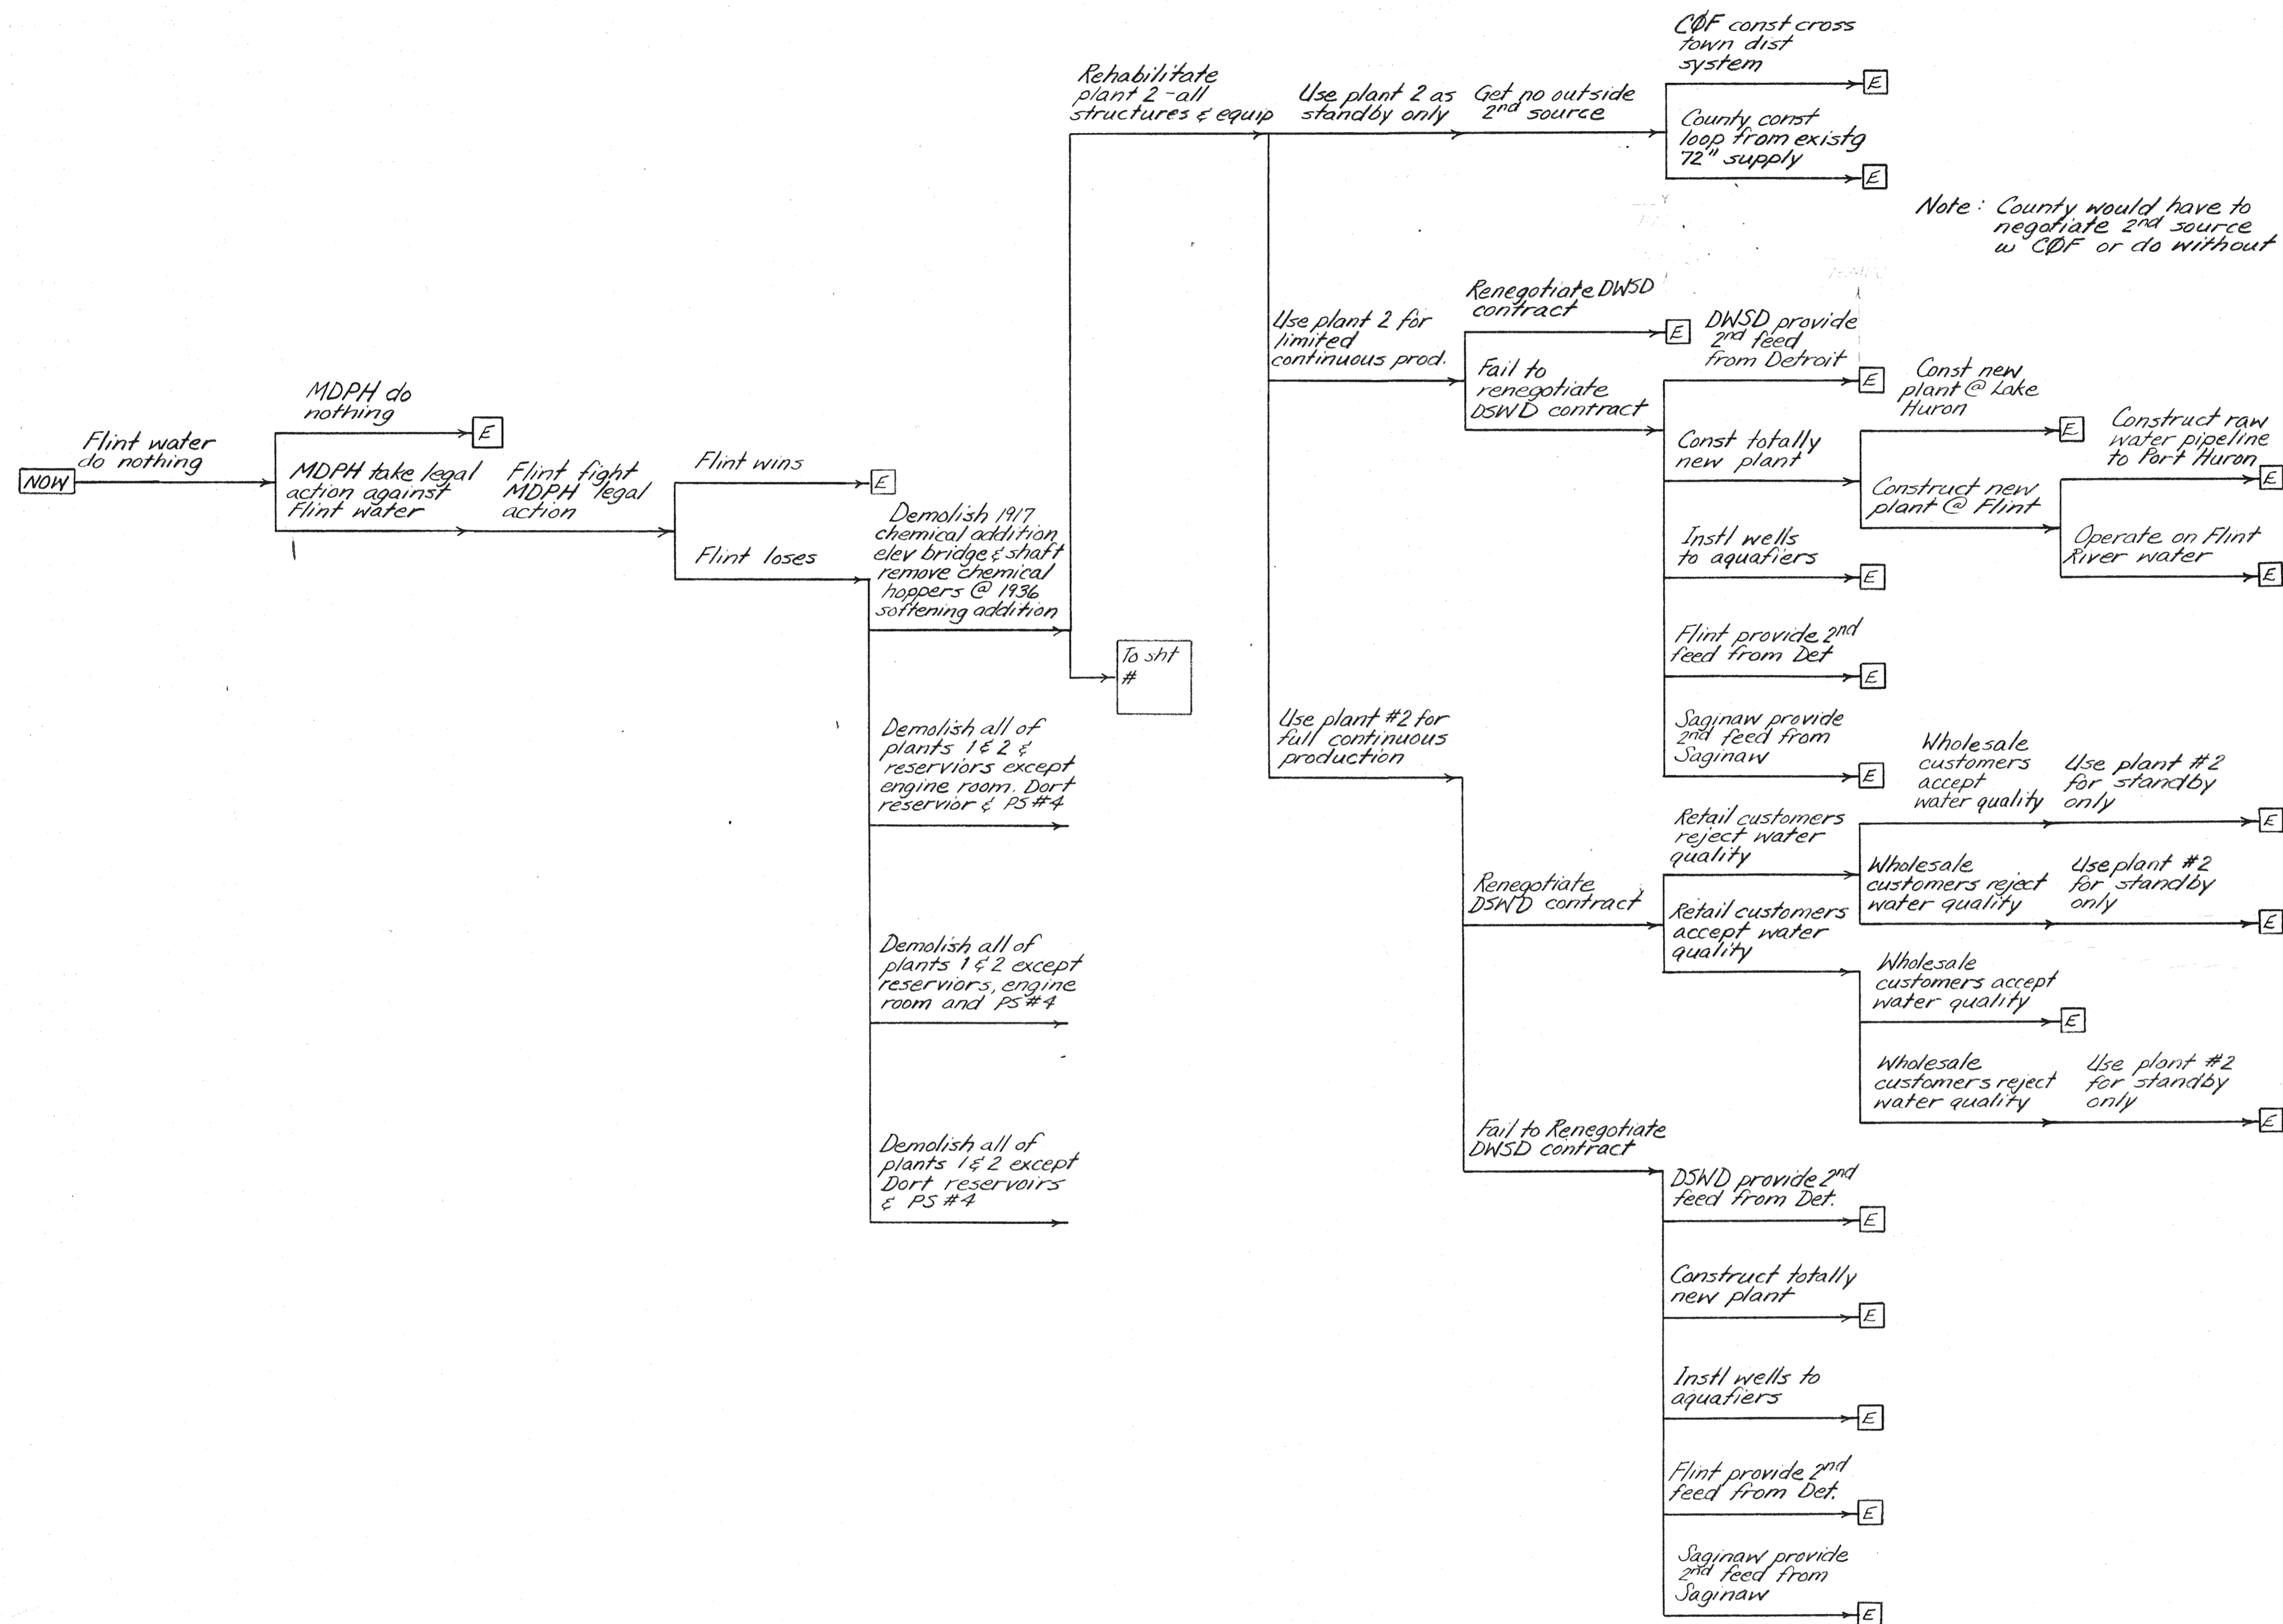 NOW
Flint water
do nothing
MDPH do
nothing
E
MDPH take legal
action against
Flint water
Flint fight
MDPH legal
action
Flint wins
E
Flint loses
Demolish 1917
chemical addition
elev bridge & shaft
remove chemical
hoppers @ 1936
softening addition
To sht
#
Demolish all of
plants 1 & 2 &
reserviors except
engine room. Dort
reservior & PS #4
Demolish all of
plants 1 & 2 except
reserviors, engine
room and PS #4
Demolish all of
plants 1 & 2 except
Dort reservoirs
& PS #4
Rehabilitate
plant 2 - all
structures & equip
Use plant 2 as
standby only
Get no outside
2nd source
CØF const cross
town dist
system
E
County const
loop from existg
72" supply
E
Note: County would have to
negotiate 2nd source
w CØF or do without
Use plant 2 for
limited
continuous prod.
Renegotiate DWSD
contract
E
Fail to
renegotiate
DSWD contract
DWSD provide
2nd feed
from Detroit
E
Const totally
new plant
Const new
plant @ Lake
Huron
E
Construct new
plant @ Flint
Construct raw
water pipeline
to Port Huron
E
Operate on Flint
River water
E
Instl wells
to aquafiers
E
Flint provide 2nd
feed from Det
E
Saginaw provide
2nd feed from
Saginaw
E
Use plant #2 for
full continuous
production
Renegotiate
DSWD contract
Retail customers
reject water
quality
Wholesale
customers
accept
water quality
Use plant #2
for standby
only
E
Wholesale
customers reject
water quality
Use plant #2
for standby
only
E
Retail customers
accept water
quality
Wholesale
customers accept
water quality
E
Wholesale
customers reject
water quality
Use plant #2
for standby
only
E
Fail to Renegotiate
DWSD contract
DSWD provide 2nd
feed from Det.
E
Construct totally
new plant
E
Instl wells to
aquafiers
E
Flint provide 2nd
feed from Det.
E
Saginaw provide
2nd feed from
Saginaw
E